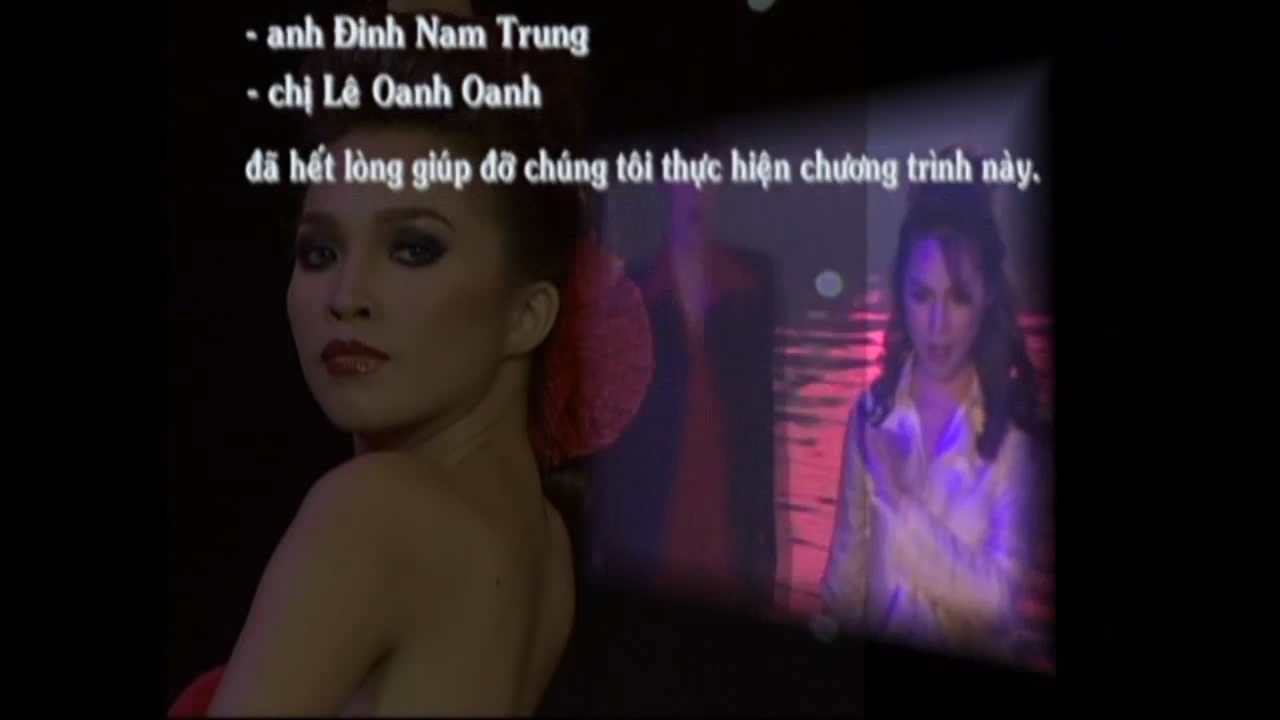 - anh Đinh Nam Trung
- chị Lê Oanh Oanh
đã hết lòng giúp đỡ chúng tôi thực hiện chương trình này.